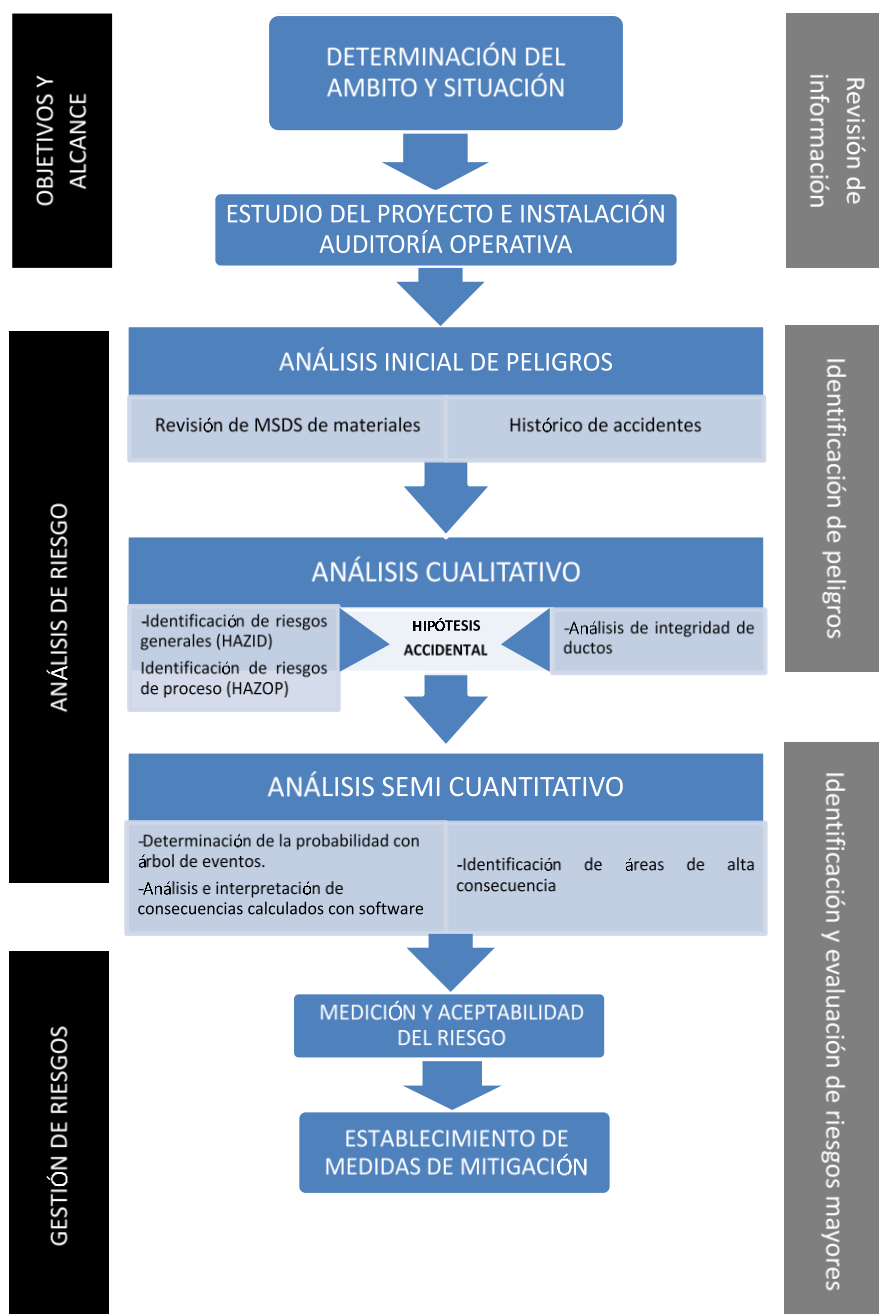 OBJETIVOS Y
ALCANCE
DETERMINACIÓN DEL
AMBITO Y SITUACIÓN
Revisión de
información
ESTUDIO DEL PROYECTO E INSTALACIÓN
AUDITORÍA OPERATIVA
ANÁLISIS DE RIESGO
ANÁLISIS INICIAL DE PELIGROS
Revisión de MSDS de materiales
Histórico de accidentes
Identificación de peligros
ANÁLISIS CUALITATIVO
-Identificación de riesgos
generales (HAZID)
Identificación de riesgos
de proceso (HAZOP)
HIPÓTESIS
ACCIDENTAL
-Análisis de integridad de
ductos
ANÁLISIS SEMI CUANTITATIVO
-Determinación de la probabilidad con
árbol de eventos.
-Análisis e interpretación de
consecuencias calculados con software
-Identificación de áreas de alta
consecuencia
Identificación y evaluación de riesgos mayores
GESTIÓN DE RIESGOS
MEDICIÓN Y ACEPTABILIDAD
DEL RIESGO
ESTABLECIMIENTO DE
MEDIDAS DE MITIGACIÓN